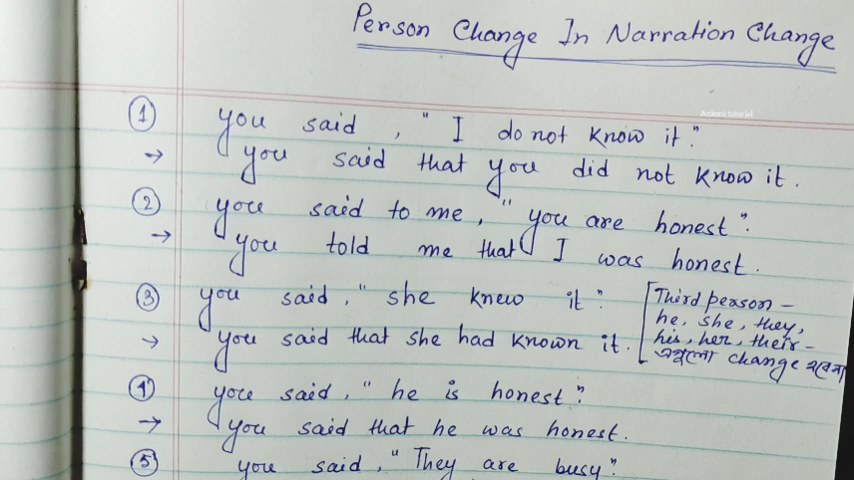 Person Change In Narration Change
① you said, "I do not know it."
→ you said that you did not know it.
② you said to me, "you are honest".
→ you told me that I was honest.
③ you said, "she knew it".
[Third person -
he, she, they,
→ you said that she had known it.
his, her, their -
এগুলো change হবেনা
④ you said, "he is honest".
→ you said that he was honest.
⑤ you said, "They are busy".